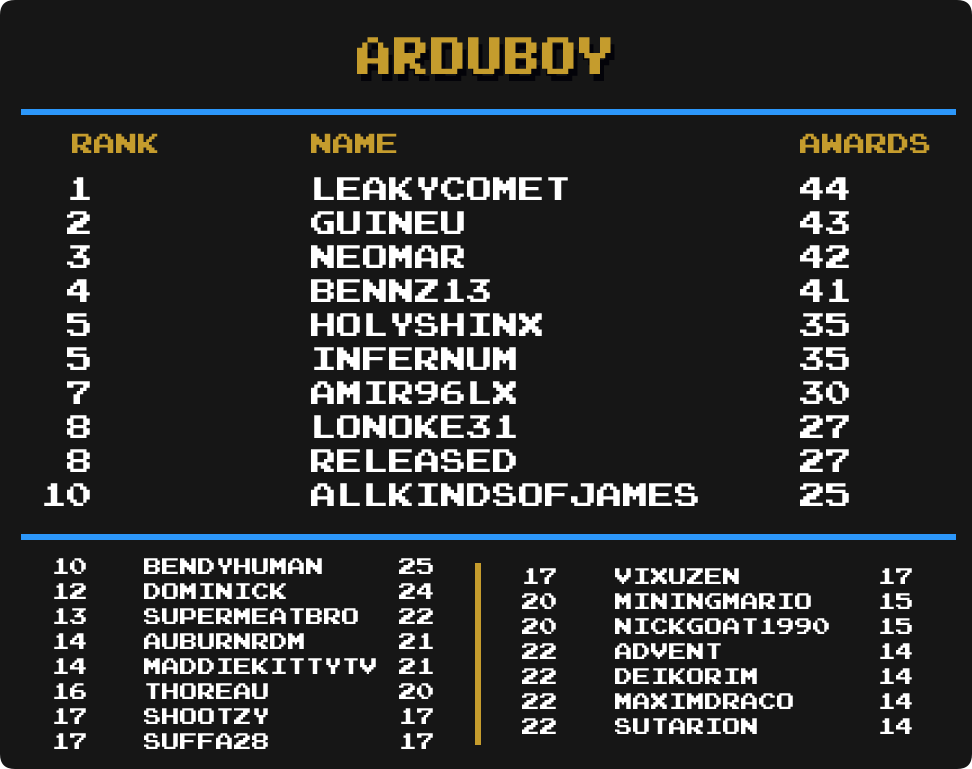 ARDUBOY
RANK NAME AWARDS
1 LEAKYCOMET 44
2 GUINEU 43
3 NEOMAR 42
4 BENNZ13 41
5 HOLYSHINX 35
5 INFERNUM 35
7 AMIR96LX 30
8 LONOKE31 27
8 RELEASED 27
10 ALLKINDSOFJAMES 25
10 BENDYHUMAN 25
12 DOMINICK 24
13 SUPERMEATBRO 22
14 AUBURNRDM 21
14 MADDIEKITTYTV 21
16 THOREAU 20
17 SHOOTZY 17
17 SUFFA28 17
17 VIXUZEN 17
20 MININGMARIO 15
20 NICKGOAT1990 15
22 ADVENT 14
22 DEIKORIM 14
22 MAXIMDRACO 14
22 SUTARION 14